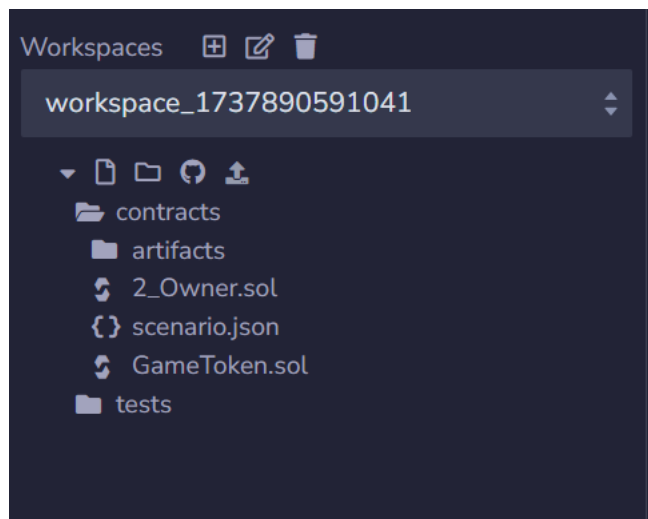 Workspaces
workspace_1737890591041
contracts
artifacts
2_Owner.sol
{} scenario.json
GameToken.sol
tests